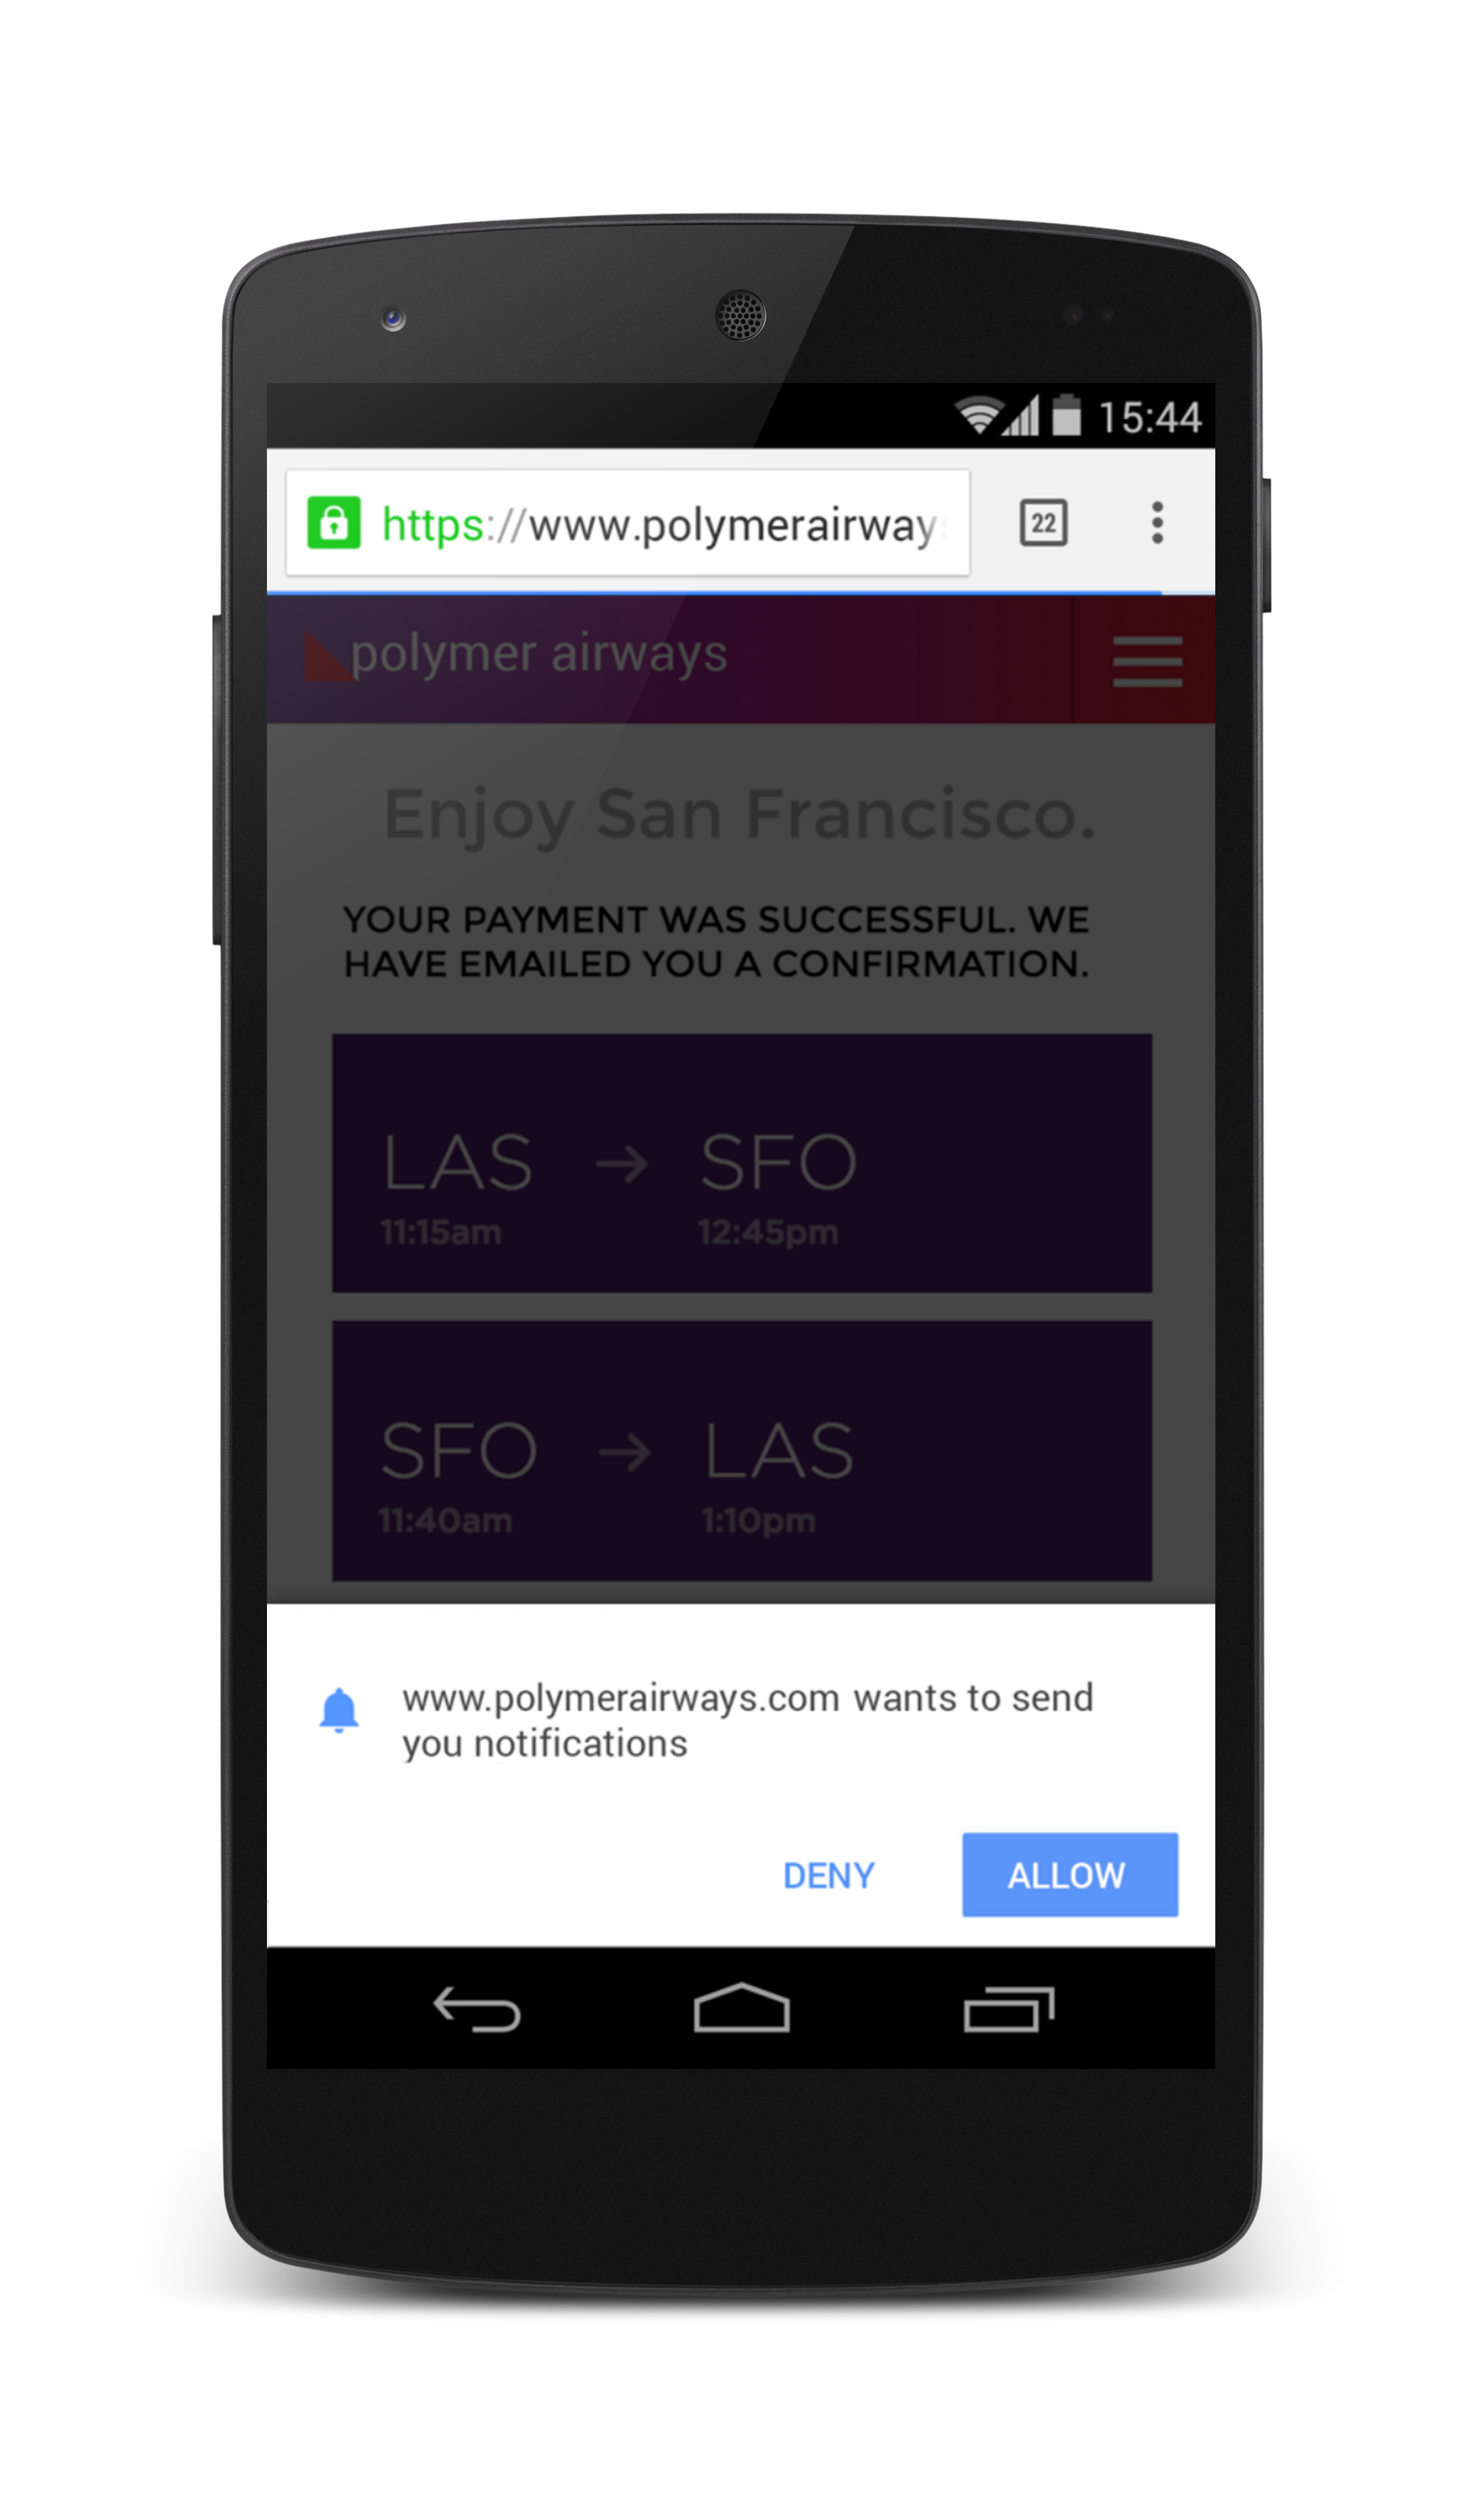 15:44
https://www.polymerairways
22
polymer airways
Enjoy San Francisco.
YOUR PAYMENT WAS SUCCESSFUL. WE
HAVE EMAILED YOU A CONFIRMATION.
LAS → SFO
11:15am 12:45pm
SFO → LAS
11:40am 1:10pm
www.polymerairways.com wants to send
you notifications
DENY ALLOW